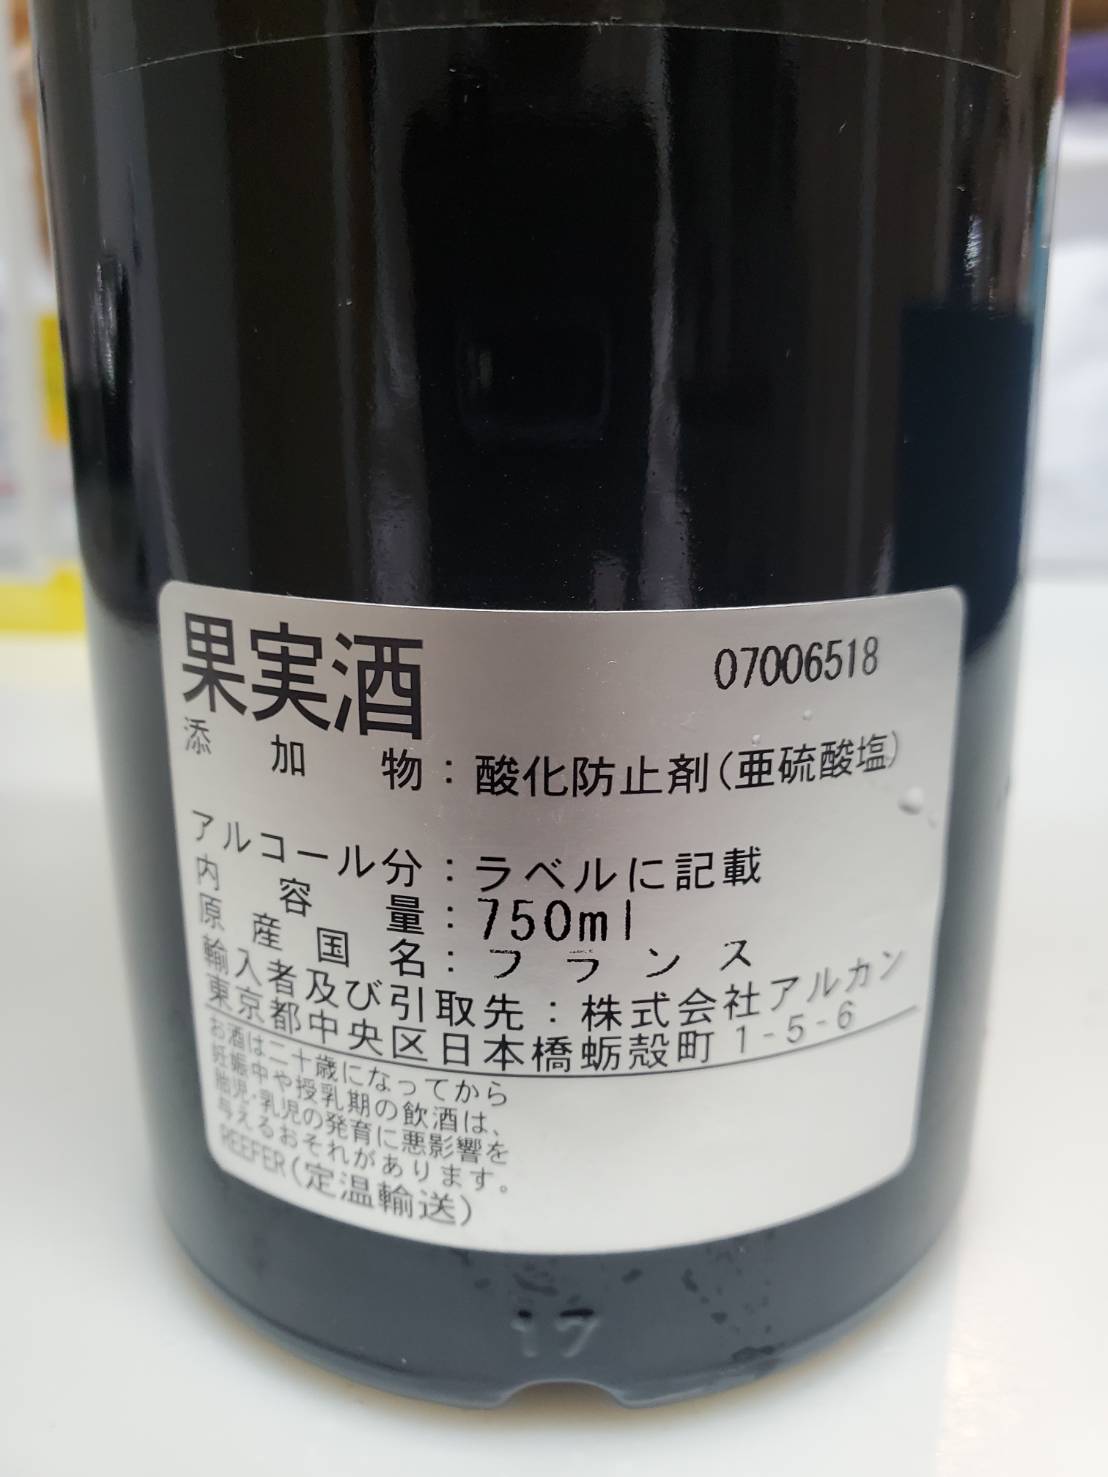 果実酒 07006518
添加物：酸化防止剤(亜硫酸塩)
アルコール分：ラベルに記載
内容量：750ml
原産国名：フランス
輸入者及び引取先：株式会社アルカン
東京都中央区日本橋蛎殻町1-5-6
お酒は二十歳になってから
妊娠中や授乳期の飲酒は、
胎児・乳児の発育に悪影響を
与えるおそれがあります。
REEFER(定温輸送)
17